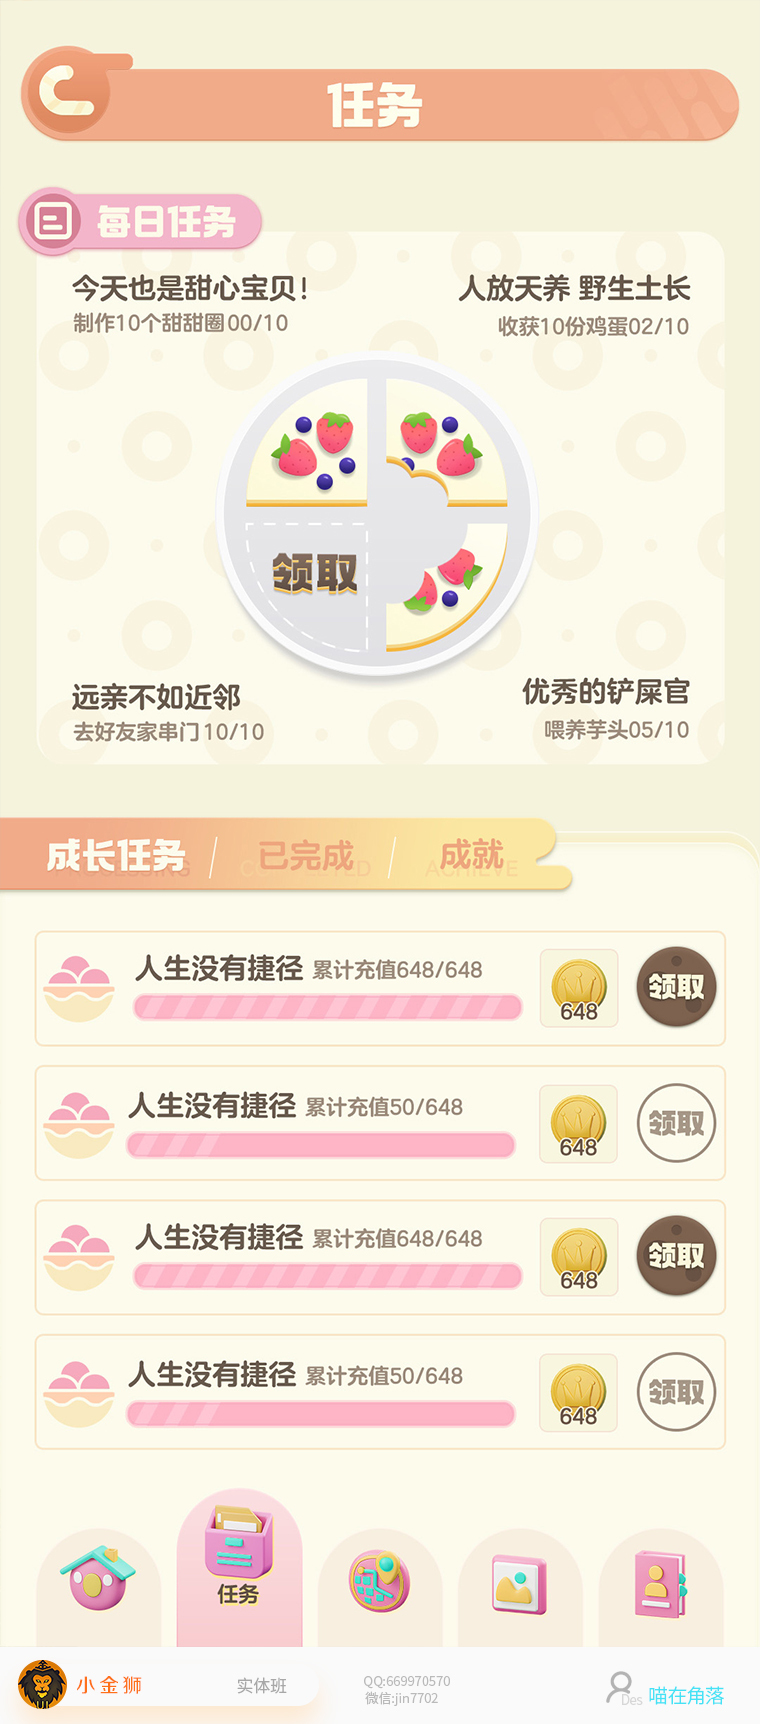 任务
每日任务
今天也是甜心宝贝！
制作10个甜甜圈00/10
人放天养 野生土长
收获10份鸡蛋02/10
领取
远亲不如近邻
去好友家串门10/10
优秀的铲屎官
喂养芋头05/10
成长任务
已完成
成就
ACHIEVE
人生没有捷径 累计充值648/648
648
领取
人生没有捷径 累计充值50/648
648
领取
人生没有捷径 累计充值648/648
648
领取
人生没有捷径 累计充值50/648
648
领取
任务
小金狮
实体班
QQ:669970570
微信:jin7702
Des 喵在角落